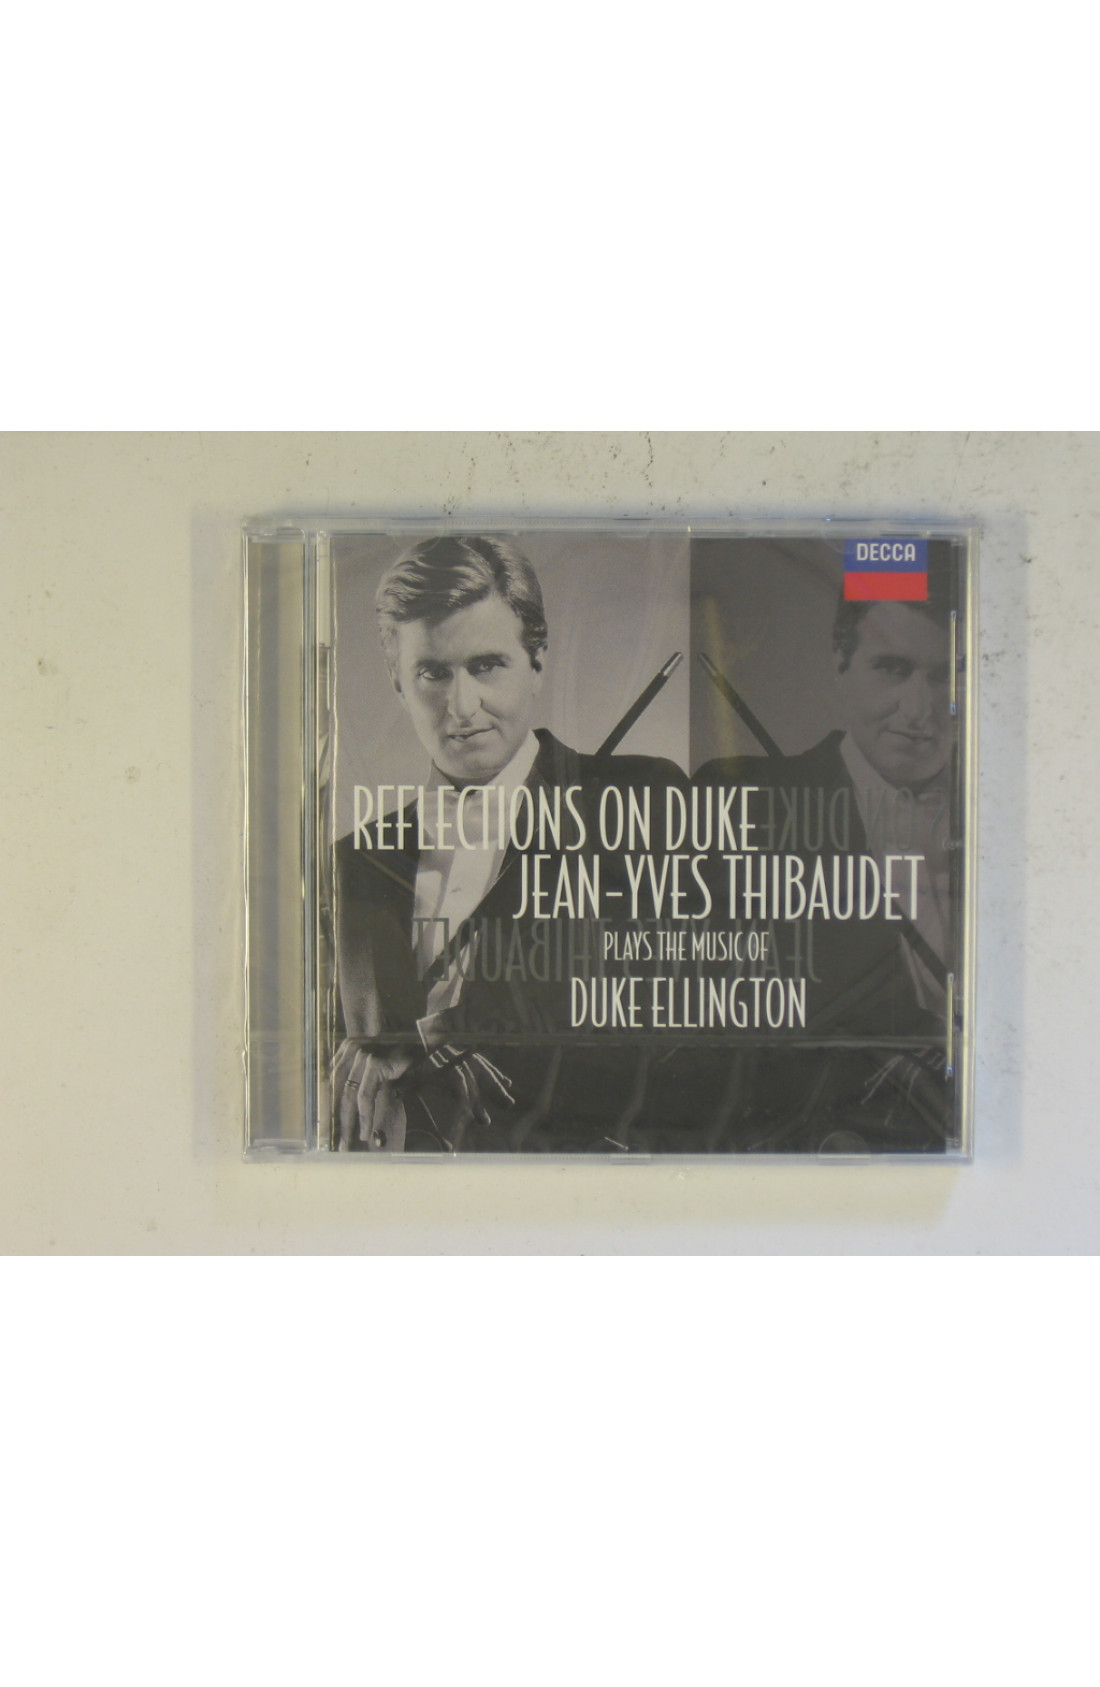 DECCA
REFLECTIONS ON DUKE
JEAN-YVES THIBAUDET
PLAYS THE MUSIC OF
DUKE ELLINGTON